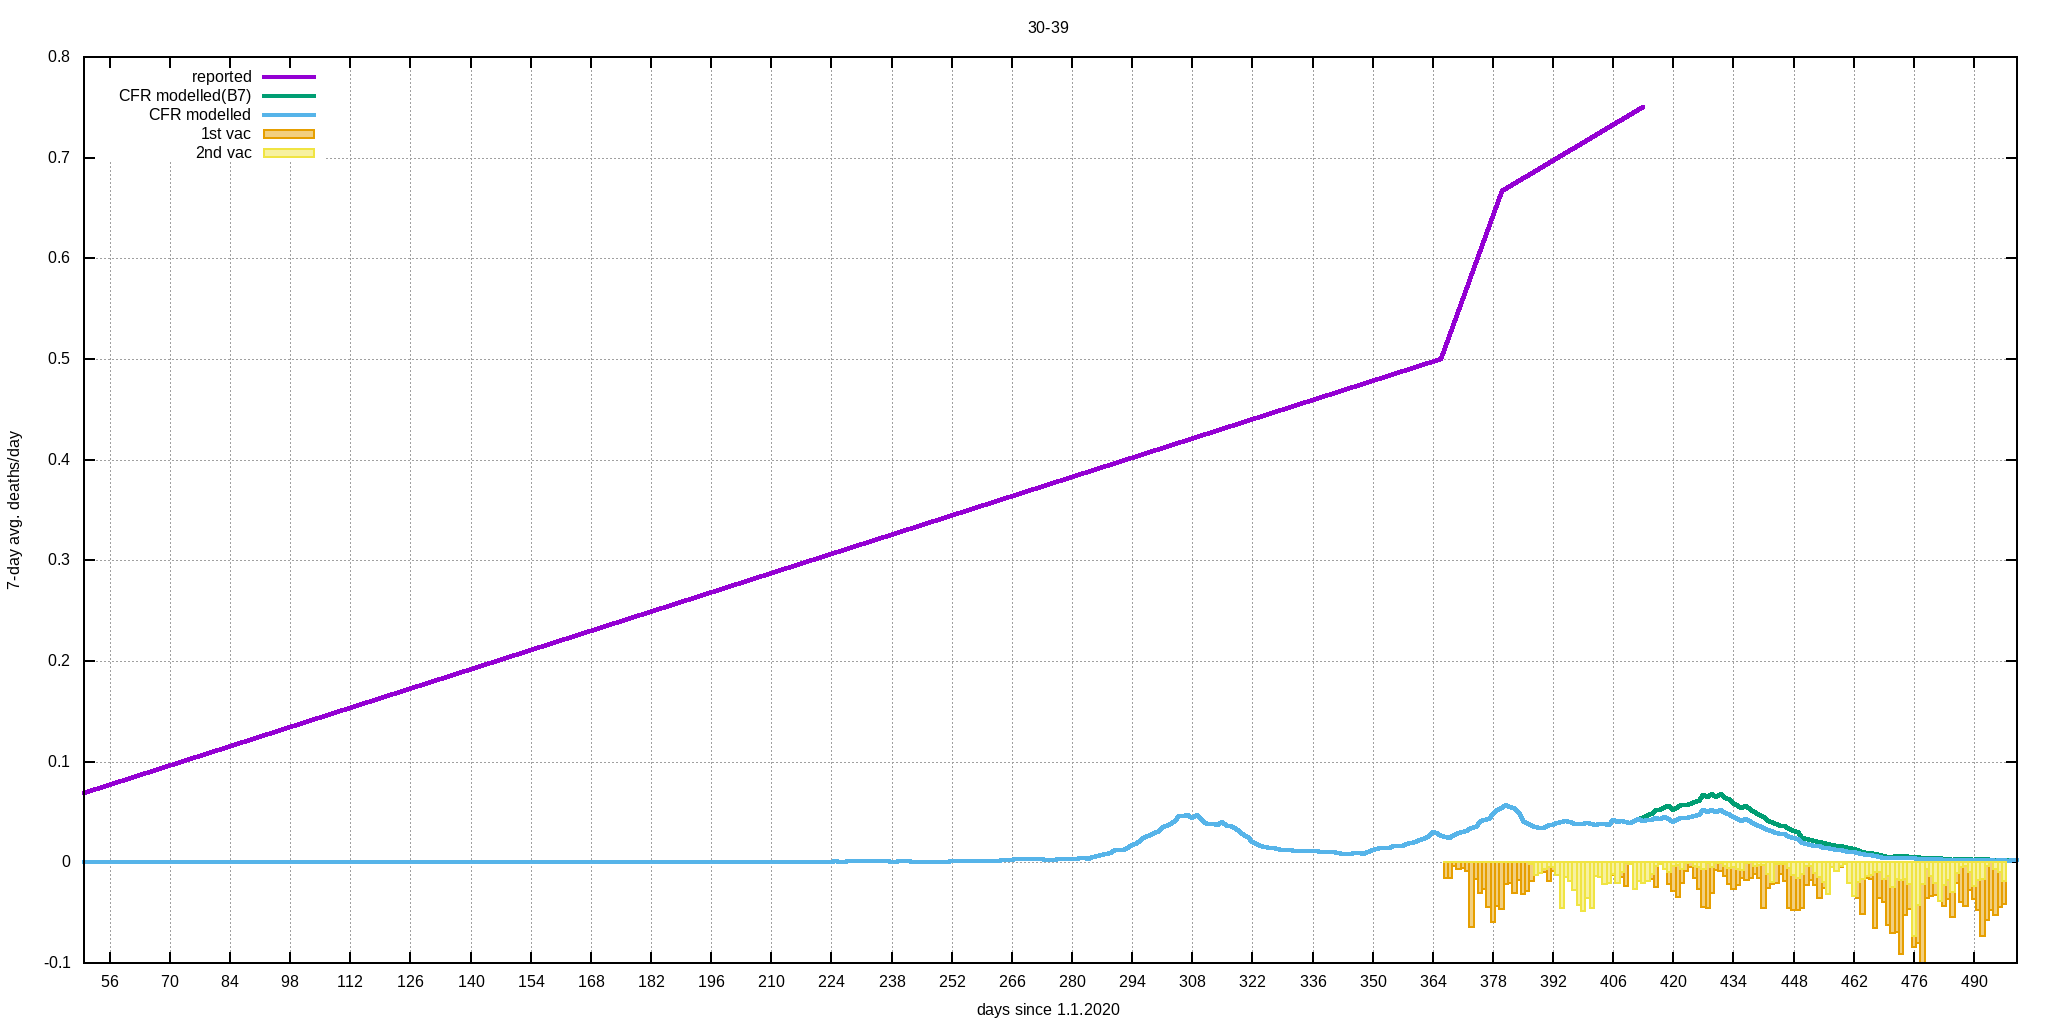 30-39
reported
CFR modelled(B7)
CFR modelled
1st vac
2nd vac
7-day avg. deaths/day
0.8
0.7
0.6
0.5
0.4
0.3
0.2
0.1
0
-0.1
56 70 84 98 112 126 140 154 168 182 196 210 224 238 252 266 280 294 308 322 336 350 364 378 392 406 420 434 448 462 476 490
days since 1.1.2020